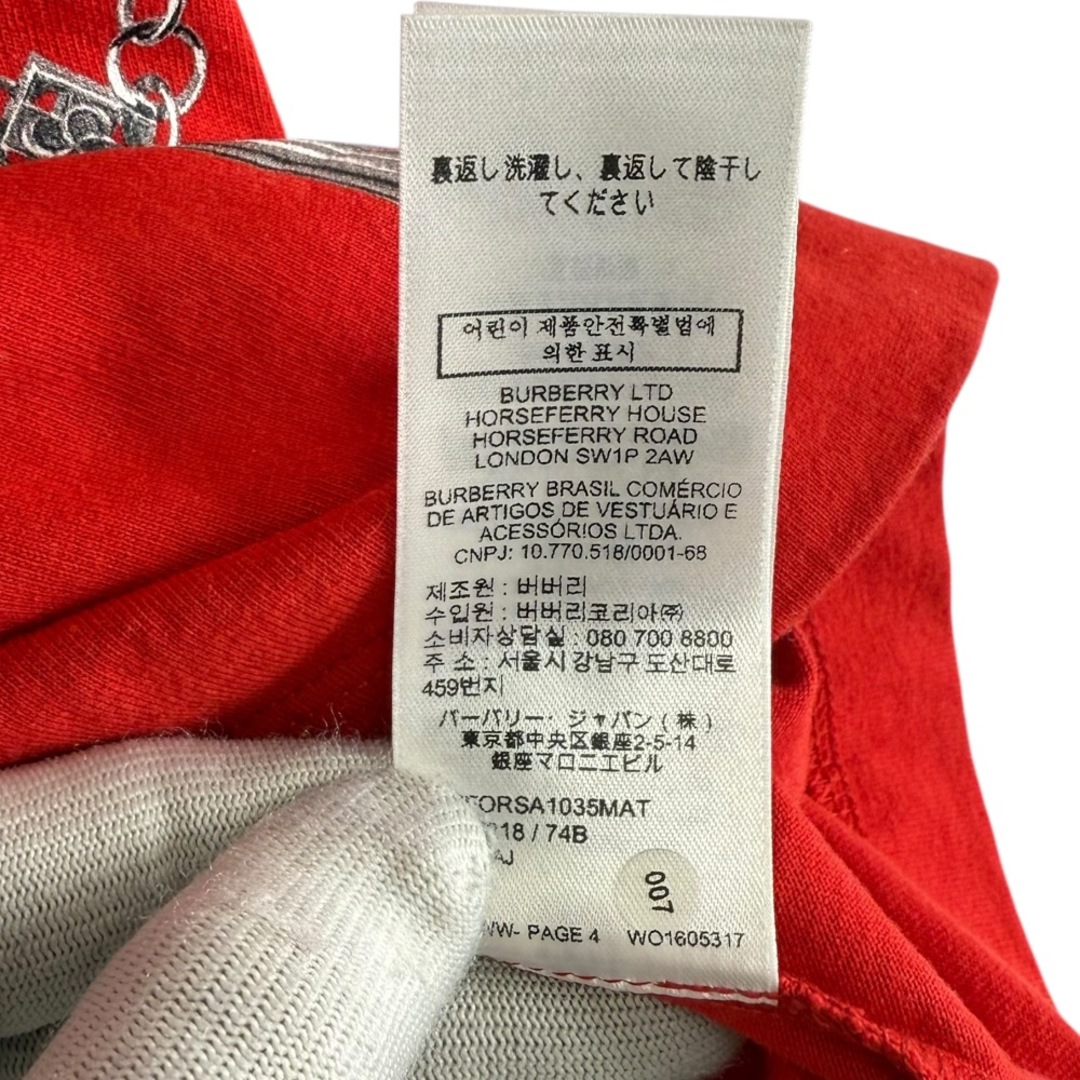 裏返し洗濯し、裏返して陰干し
てください
어린이 제품안전특별법에
의한 표시
BURBERRY LTD
HORSEFERRY HOUSE
HORSEFERRY ROAD
LONDON SW1P 2AW
BURBERRY BRASIL COMÉRCIO
DE ARTIGOS DE VESTUÁRIO E
ACESSÓRIOS LTDA.
CNPJ: 10.770.518/0001-68
제조원 : 버버리
수입원 : 버버리코리아㈜
소비자상담실 : 080 700 8800
주 소 : 서울시 강남구 도산대로
459번지
バーバリー・ジャパン(株)
東京都中央区銀座2-5-14
銀座マロニエビル
/ 74B
007
PAGE 4 WO1605317